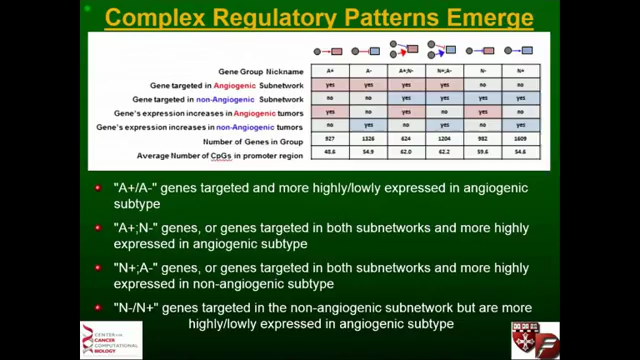 Complex Regulatory Patterns Emerge
Gene Group Nickname A+ A- A+;N- N+;A- N- N+
Gene targeted in Angiogenic Subnetwork yes yes yes yes no no
Gene targeted in non-Angiogenic Subnetwork no no yes yes yes yes
Gene's expression increases in Angiogenic tumors yes no yes no yes no
Gene's expression increases in non-Angiogenic tumors no yes no yes no yes
Number of Genes in Group 927 1326 624 1204 982 1609
Average Number of CpGs in promoter region 48.6 54.9 62.0 62.2 59.6 54.6
"A+/A-" genes targeted and more highly/lowly expressed in angiogenic
subtype
"A+;N-" genes, or genes targeted in both subnetworks and more highly
expressed in angiogenic subtype
"N+;A-" genes, or genes targeted in both subnetworks and more highly
expressed in non-angiogenic subtype
"N-/N+" genes targeted in the non-angiogenic subnetwork but are more
highly/lowly expressed in angiogenic subtype
CENTER FOR
CANCER
COMPUTATIONAL
BIOLOGY